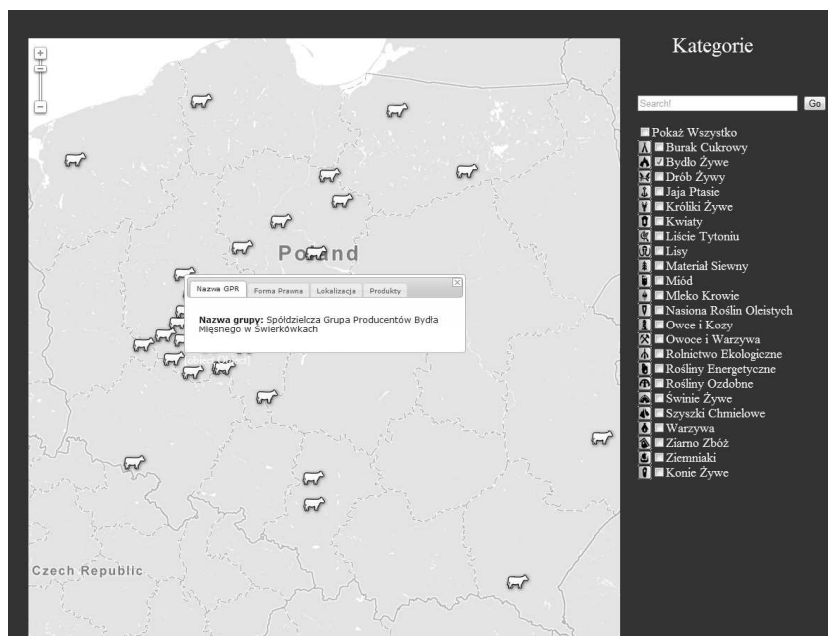 Kategorie
Search!
Go
Pokaż Wszystko
Burak Cukrowy
Bydło Żywe
Drób Żywy
Jaja Ptasie
Króliki Żywe
Kwiaty
Liście Tytoniu
Lisy
Materiał Siewny
Miód
Mleko Krowie
Nasiona Roślin Oleistych
Owce i Kozy
Owoce i Warzywa
Rolnictwo Ekologiczne
Rośliny Energetyczne
Rośliny Ozdobne
Świnie Żywe
Szyszki Chmielowe
Warzywa
Ziarno Zbóż
Ziemniaki
Konie Żywe
Poland
Nazwa GPR Forma Prawna Lokalizacja Produkty
Nazwa grupy: Spółdzielcza Grupa Producentów Bydła
Mięsnego w Świerkówkach
Czech Republic